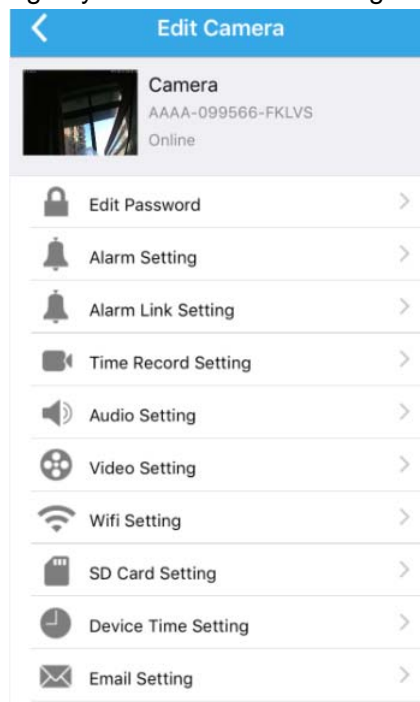 Edit Camera
Camera
AAAA-099566-FKLVS
Online
Edit Password
Alarm Setting
Alarm Link Setting
Time Record Setting
Audio Setting
Video Setting
Wifi Setting
SD Card Setting
Device Time Setting
Email Setting